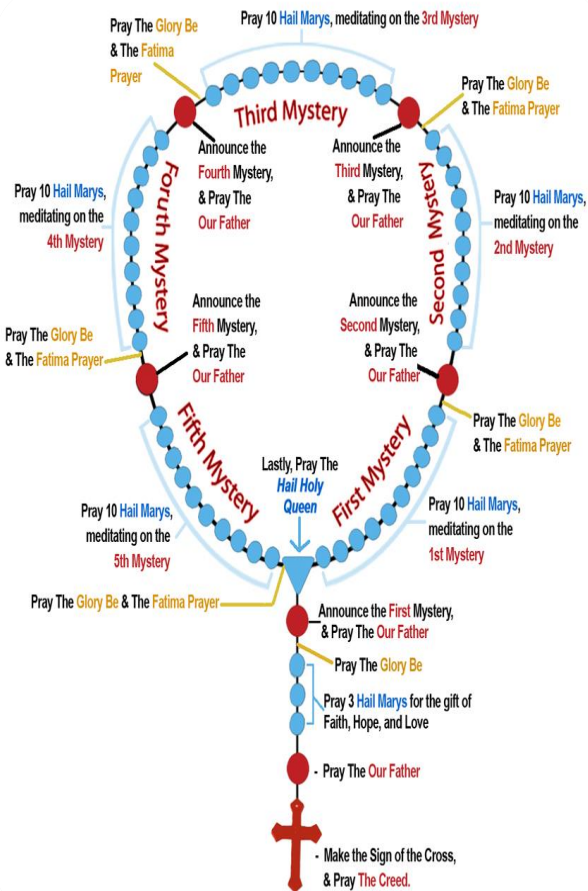 Pray 10 Hail Marys, meditating on the 3rd Mystery
Pray The Glory Be
& The Fatima
Prayer
Pray The Glory Be
& The Fatima Prayer
Third Mystery
Announce the
Fourth Mystery,
& Pray The
Our Father
Announce the
Third Mystery,
& Pray The
Our Father
Pray 10 Hail Marys,
meditating on the
4th Mystery
Foruth Mystery
Second Mystery
Pray 10 Hail Marys,
meditating on the
2nd Mystery
Announce the
Fifth Mystery,
& Pray The
Our Father
Announce the
Second Mystery,
& Pray The
Our Father
Pray The Glory Be
& The Fatima Prayer
Pray The Glory Be
& The Fatima Prayer
Fifth Mystery
First Mystery
Lastly, Pray The
Hail Holy
Queen
Pray 10 Hail Marys,
meditating on the
5th Mystery
Pray 10 Hail Marys,
meditating on the
1st Mystery
Pray The Glory Be & The Fatima Prayer
Announce the First Mystery,
& Pray The Our Father
Pray The Glory Be
Pray 3 Hail Marys for the gift of
Faith, Hope, and Love
- Pray The Our Father
- Make the Sign of the Cross,
& Pray The Creed.